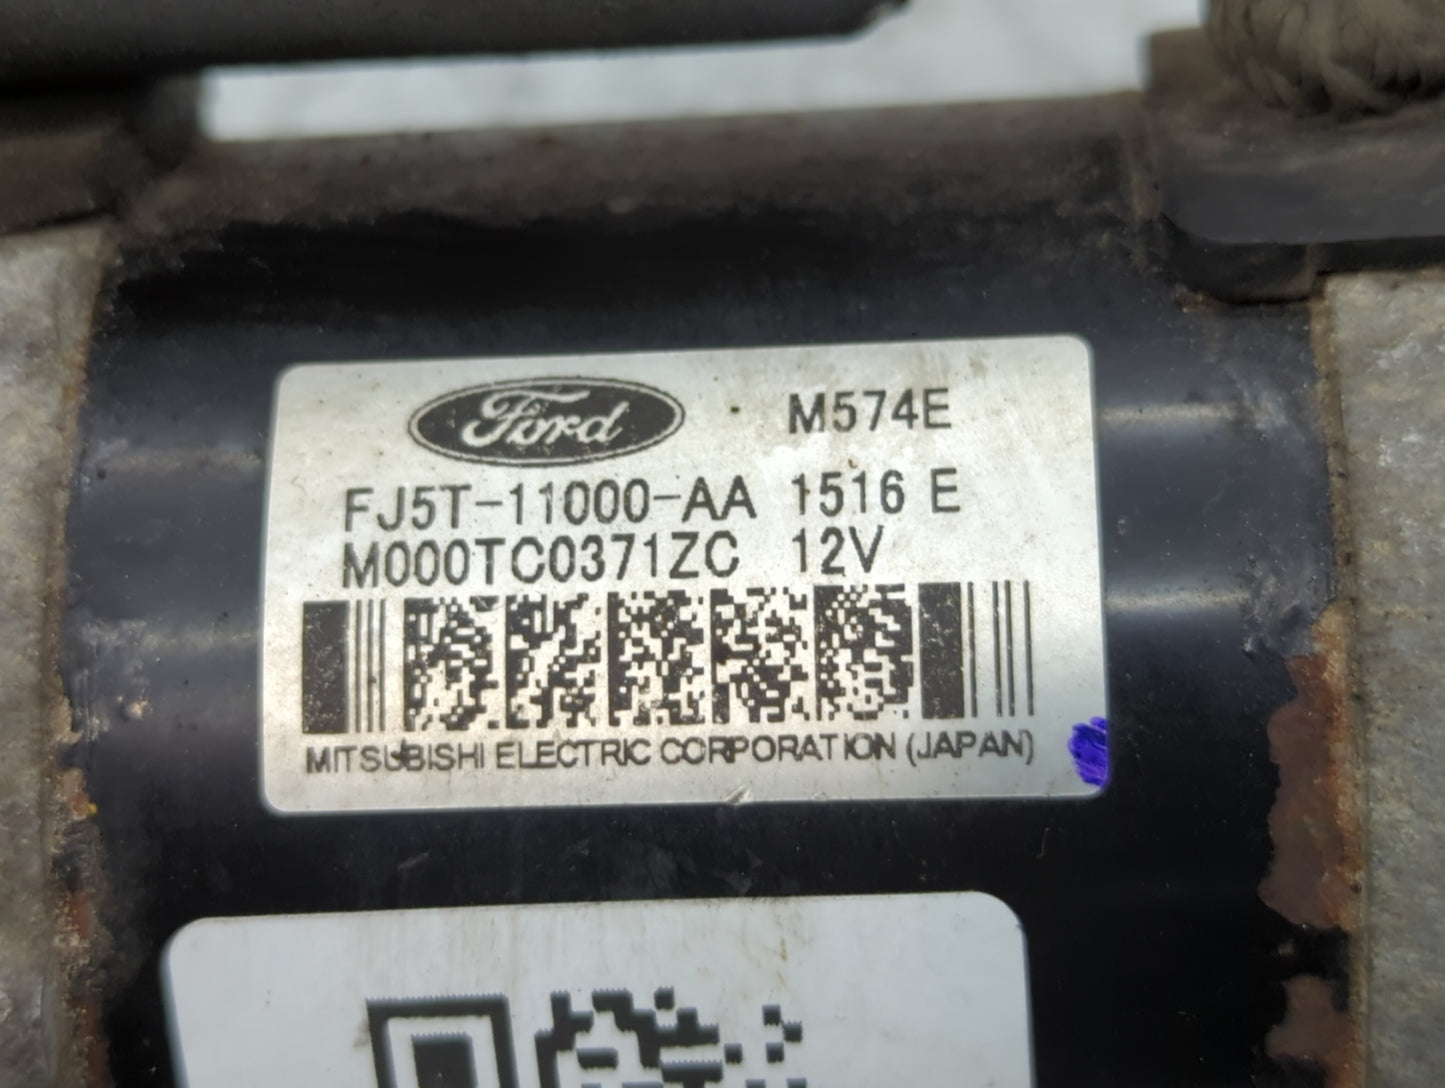 Ford M574E
FJ5T-11000-AA 1516 E
M000TC0371ZC 12V
MITSUBISHI ELECTRIC CORPORATION (JAPAN)